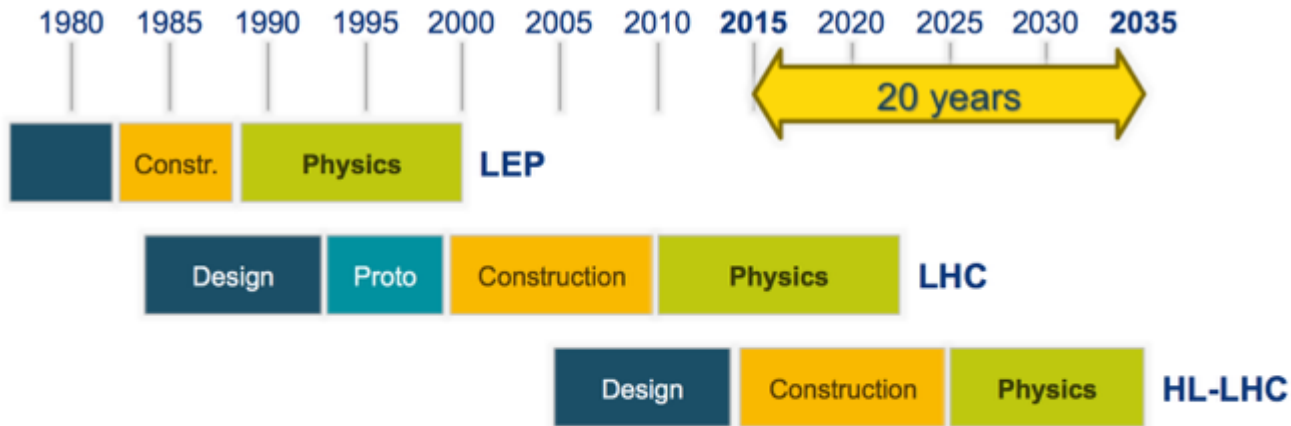 1980 1985 1990 1995 2000 2005 2010 2015 2020 2025 2030 2035
20 years
Constr. Physics LEP
Design Proto Construction Physics LHC
Design Construction Physics HL-LHC